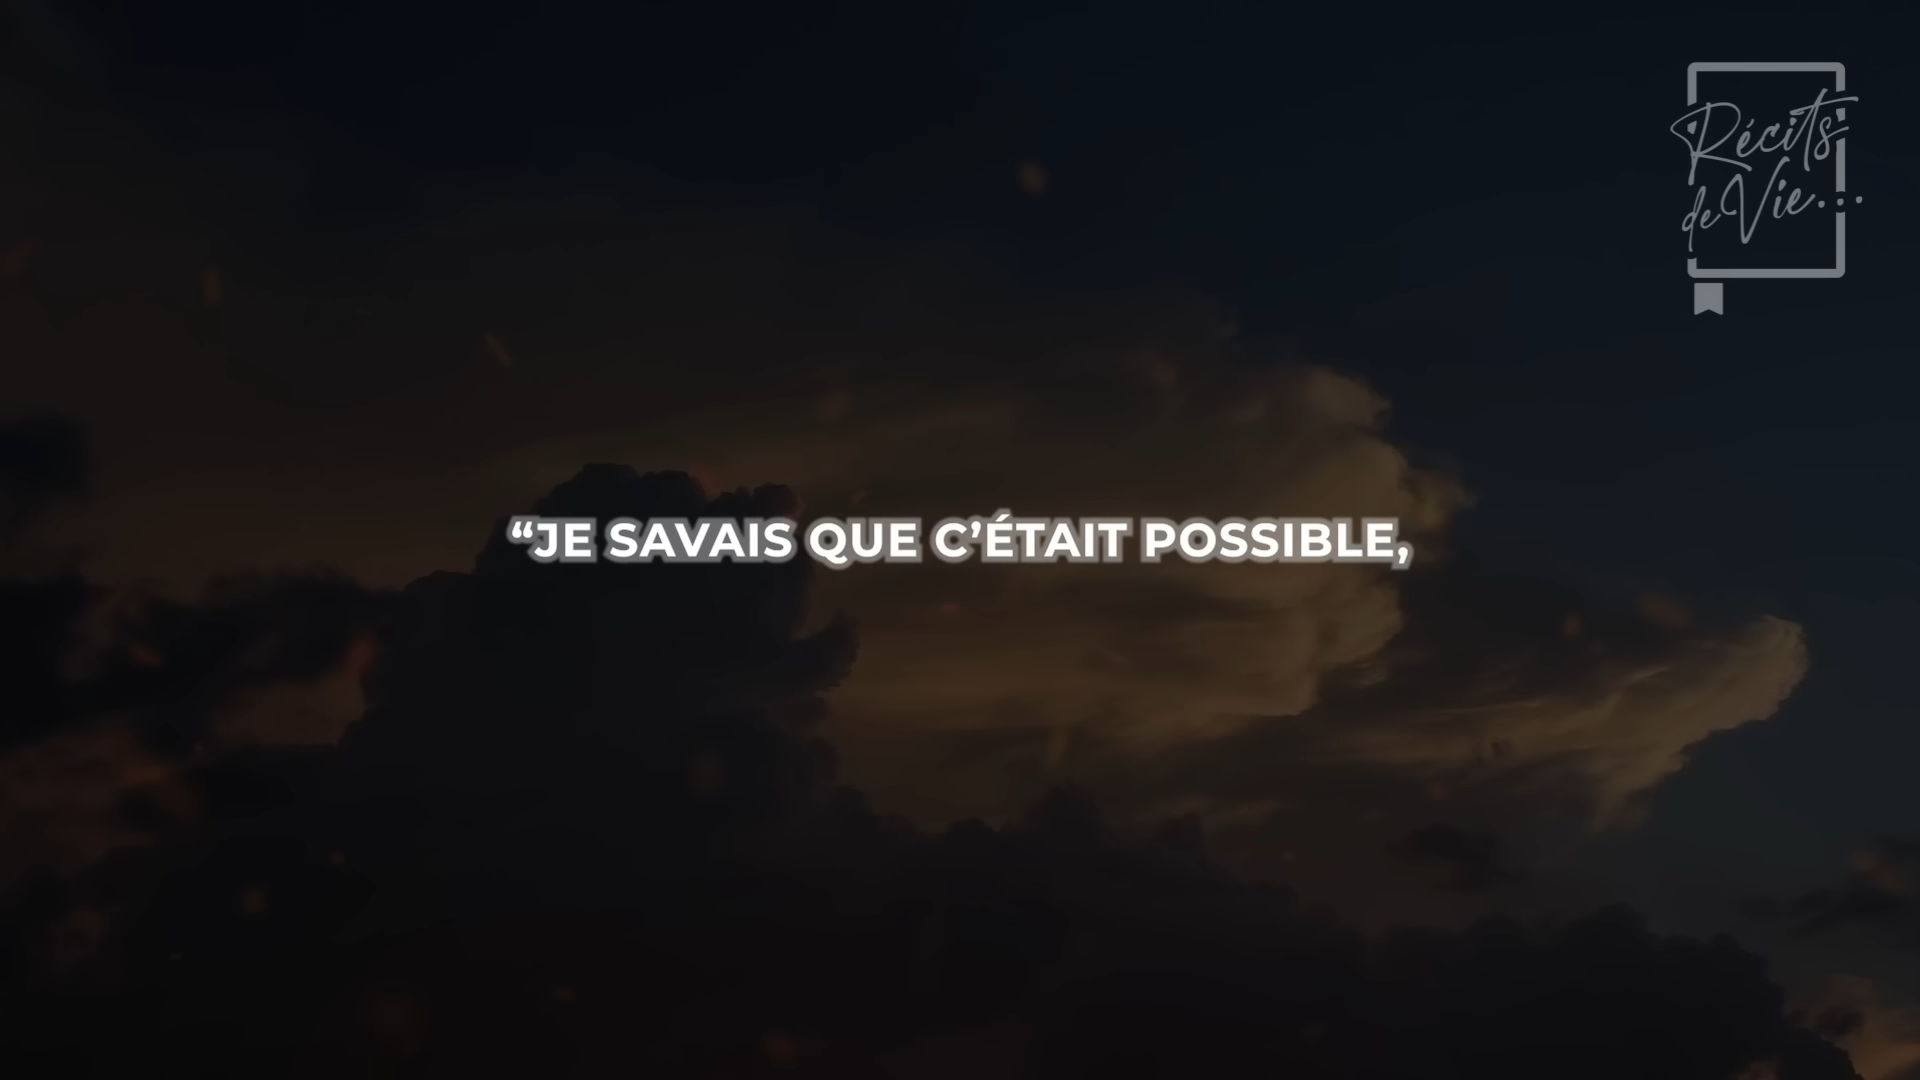 Récits
de Vie...
“JE SAVAIS QUE C’ÉTAIT POSSIBLE,